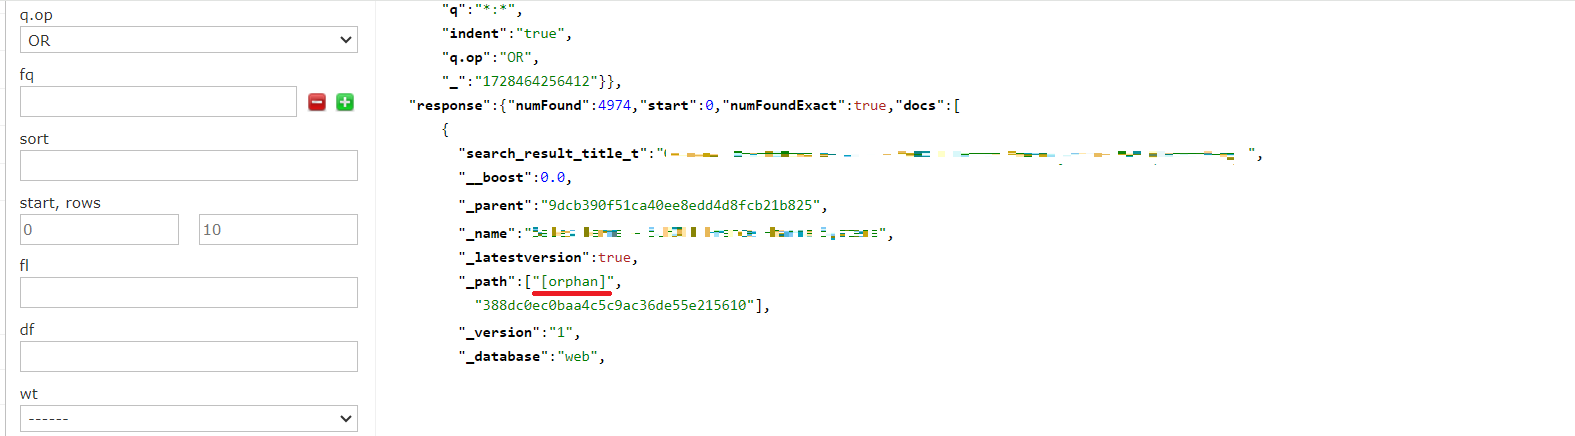 q.op
OR
fq
sort
start, rows
0
10
fl
df
wt
------
"q":"*:*",
"indent":"true",
"q.op":"OR",
"_":"1728464256412"}},
"response":{"numFound":4974,"start":0,"numFoundExact":true,"docs":[
{
"search_result_title_t":" ",
"__boost":0.0,
"_parent":"9dcb390f51ca40ee8edd4d8fcb21b825",
"_name":" ",
"_latestversion":true,
"_path":["[orphan]",
"388dc0ec0baa4c5c9ac36de55e215610"],
"_version":"1",
"_database":"web",